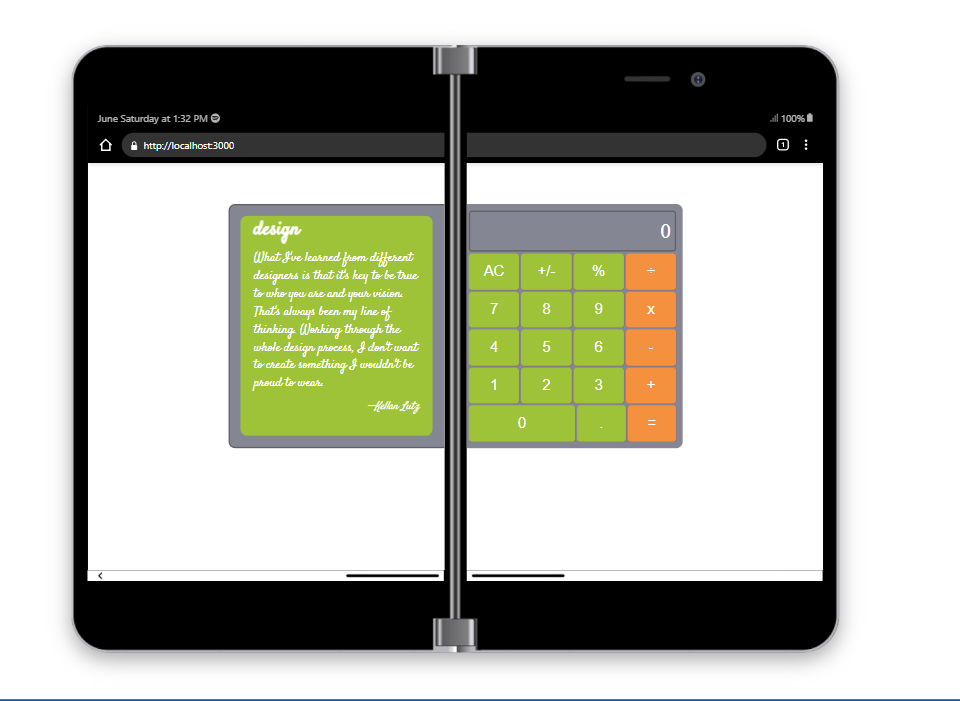 June Saturday at 1:32 PM
100%
http://localhost:3000
1
design
What I've learned from different
designers is that it's key to be true
to who you are and your vision.
That's always been my line of
thinking. Working through the
whole design process, I don't want
to create something I wouldn't be
proud to wear.
—Kellan Lutz
0
AC +/- % ÷
7 8 9 x
4 5 6 -
1 2 3 +
0 . =